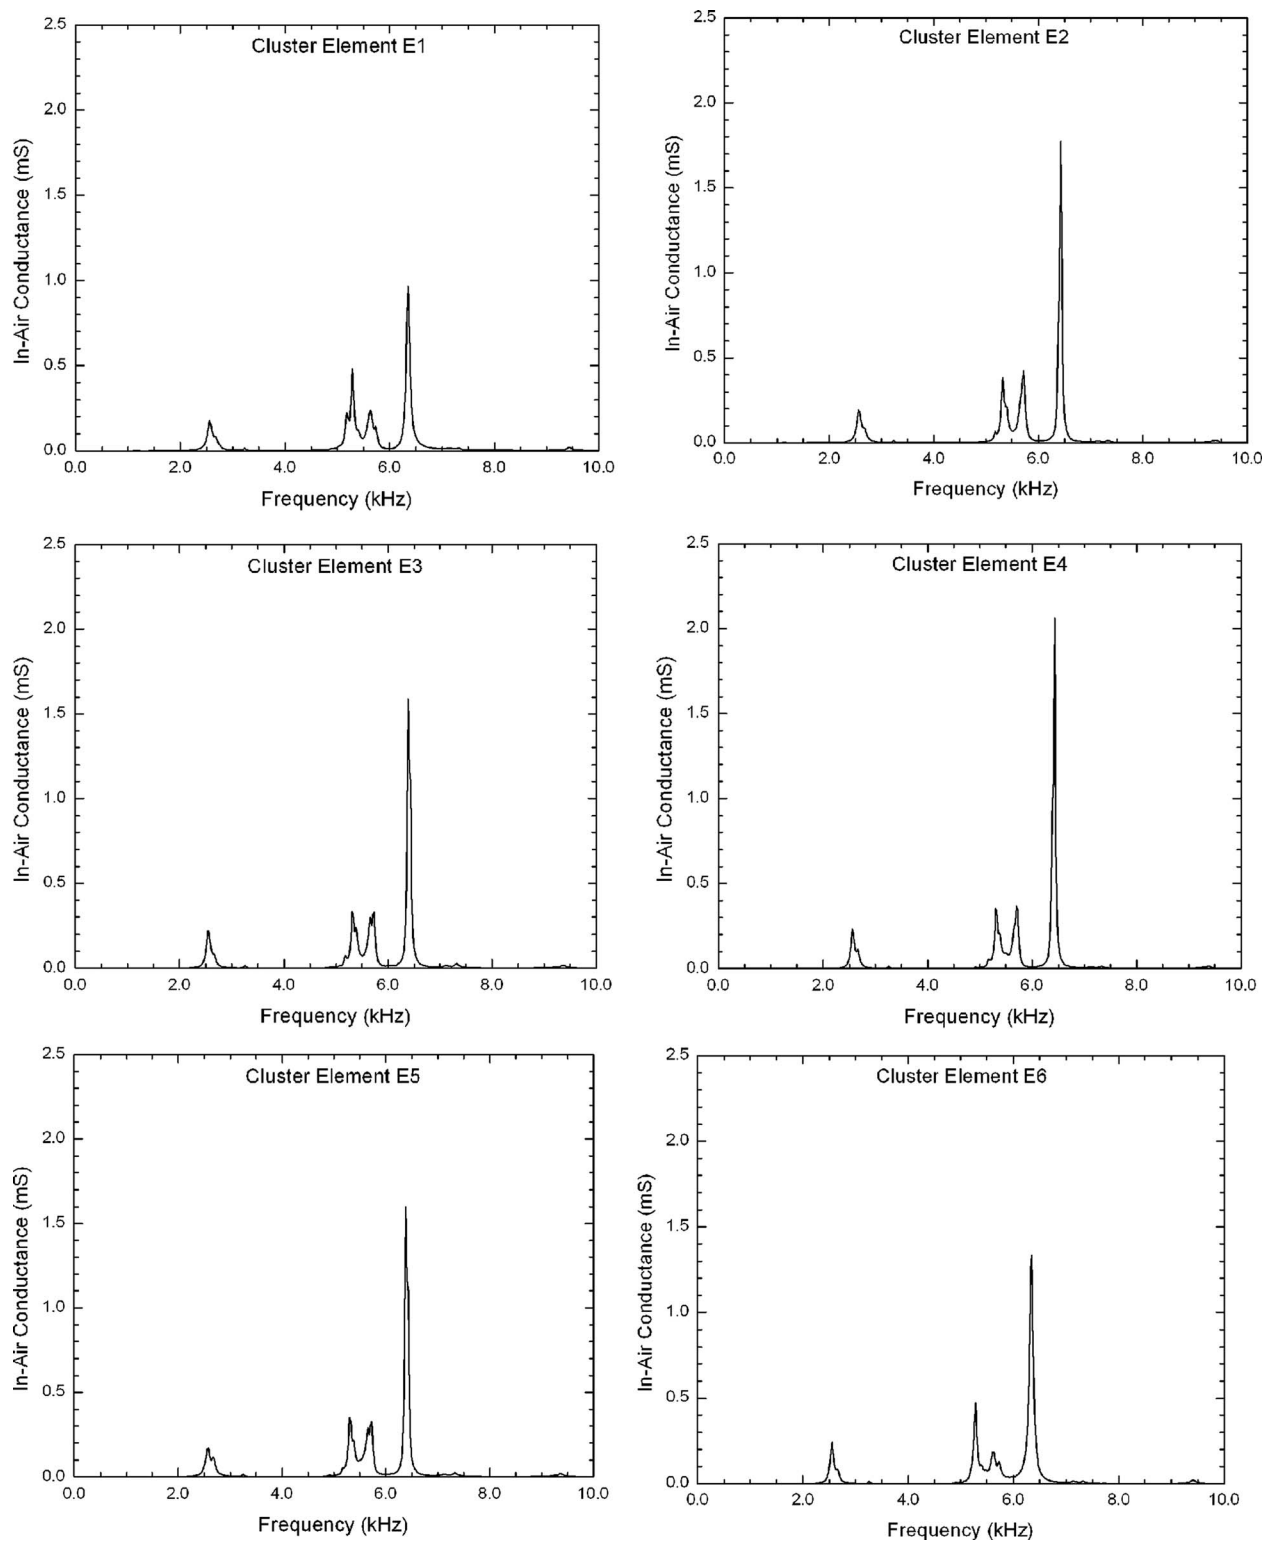 Cluster Element E1
2.5
2.0
1.5
1.0
0.5
0.0
In-Air Conductance (mS)
0.0 2.0 4.0 6.0 8.0 10.0
Frequency (kHz)
Cluster Element E2
2.5
2.0
1.5
1.0
0.5
0.0
In-Air Conductance (mS)
0.0 2.0 4.0 6.0 8.0 10.0
Frequency (kHz)
Cluster Element E3
2.5
2.0
1.5
1.0
0.5
0.0
In-Air Conductance (mS)
0.0 2.0 4.0 6.0 8.0 10.0
Frequency (kHz)
Cluster Element E4
2.5
2.0
1.5
1.0
0.5
0.0
In-Air Conductance (mS)
0.0 2.0 4.0 6.0 8.0 10.0
Frequency (kHz)
Cluster Element E5
2.5
2.0
1.5
1.0
0.5
0.0
In-Air Conductance (mS)
0.0 2.0 4.0 6.0 8.0 10.0
Frequency (kHz)
Cluster Element E6
2.5
2.0
1.5
1.0
0.5
0.0
In-Air Conductance (mS)
0.0 2.0 4.0 6.0 8.0 10.0
Frequency (kHz)